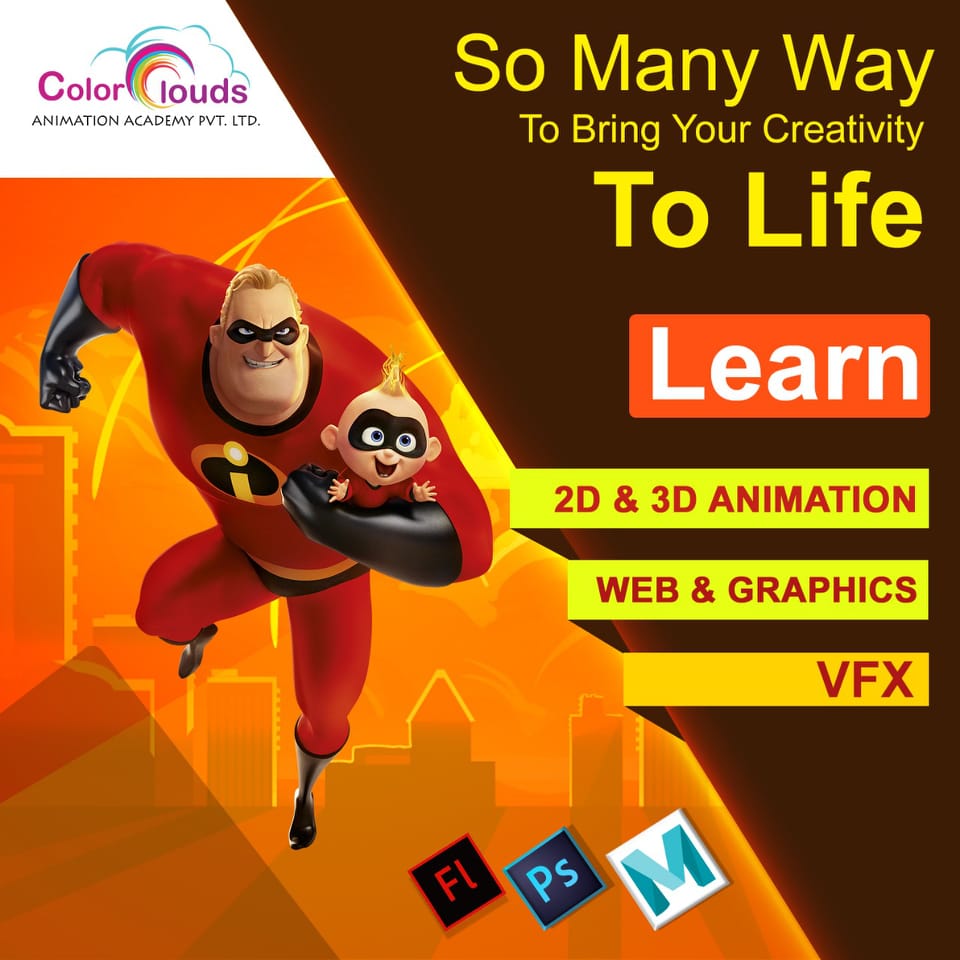 Color Clouds
ANIMATION ACADEMY PVT. LTD.
So Many Way
To Bring Your Creativity
To Life
Learn
2D & 3D ANIMATION
WEB & GRAPHICS
VFX
i
Fl
Ps
M